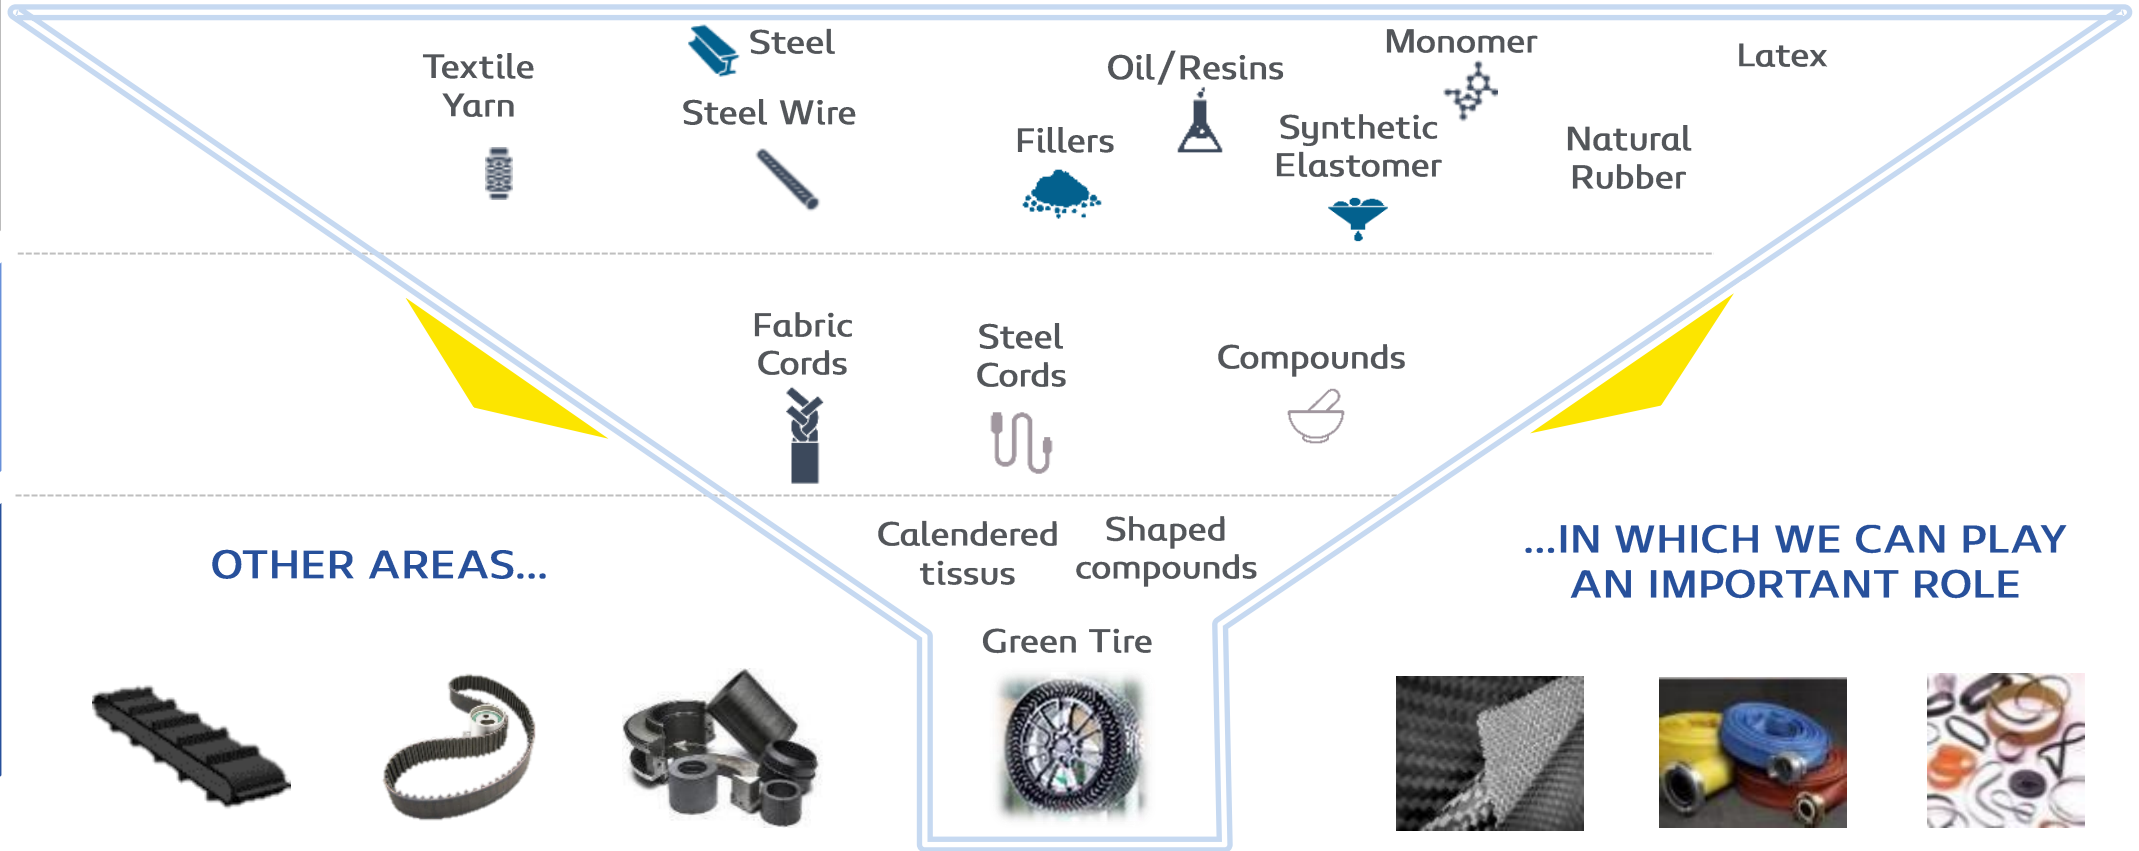 Textile
Yarn
Steel
Steel Wire
Fillers
Oil/Resins
Monomer
Synthetic
Elastomer
Latex
Natural
Rubber
Fabric
Cords
Steel
Cords
Compounds
Calendered
tissus
Shaped
compounds
OTHER AREAS...
...IN WHICH WE CAN PLAY
AN IMPORTANT ROLE
Green Tire